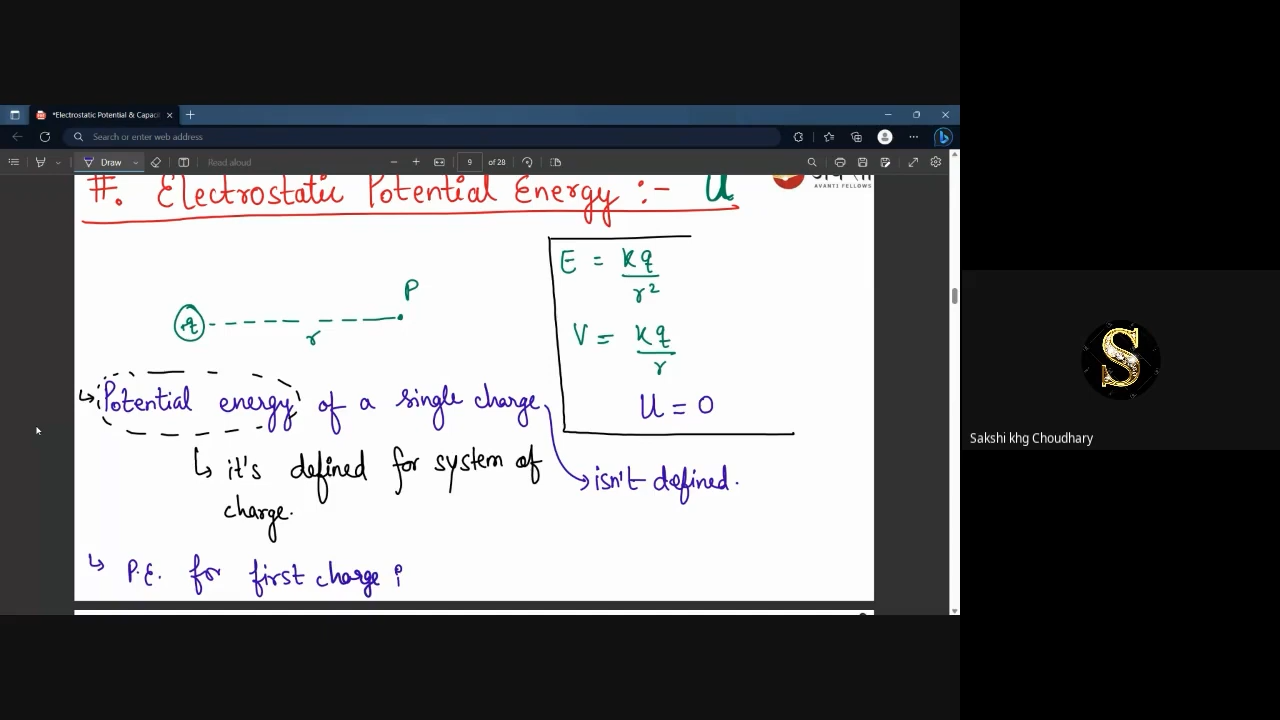 *Electrostatic Potential & Capaci
Search or enter web address
Draw
Read aloud
9 of 28
#. Electrostatic Potential Energy :- U
AVANTI FELLOWS
E = kq/r²
P
q
r
V = kq/r
U = 0
↳ Potential energy of a single charge
↳ it's defined for system of
charge.
→ isn't defined.
↳ P.E. for first charge i
S
Sakshi khg Choudhary